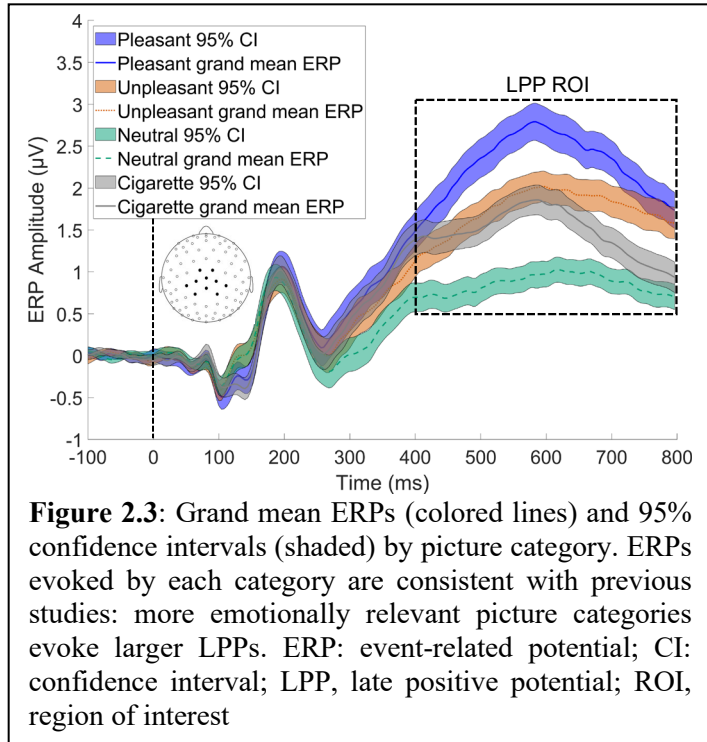 4
3.5
3
2.5
2
1.5
1
0.5
0
-0.5
-1
ERP Amplitude (µV)
Pleasant 95% CI
Pleasant grand mean ERP
Unpleasant 95% CI
Unpleasant grand mean ERP
Neutral 95% CI
Neutral grand mean ERP
Cigarette 95% CI
Cigarette grand mean ERP
LPP ROI
-100 0 100 200 300 400 500 600 700 800
Time (ms)
Figure 2.3: Grand mean ERPs (colored lines) and 95%
confidence intervals (shaded) by picture category. ERPs
evoked by each category are consistent with previous
studies: more emotionally relevant picture categories
evoke larger LPPs. ERP: event-related potential; CI:
confidence interval; LPP, late positive potential; ROI,
region of interest